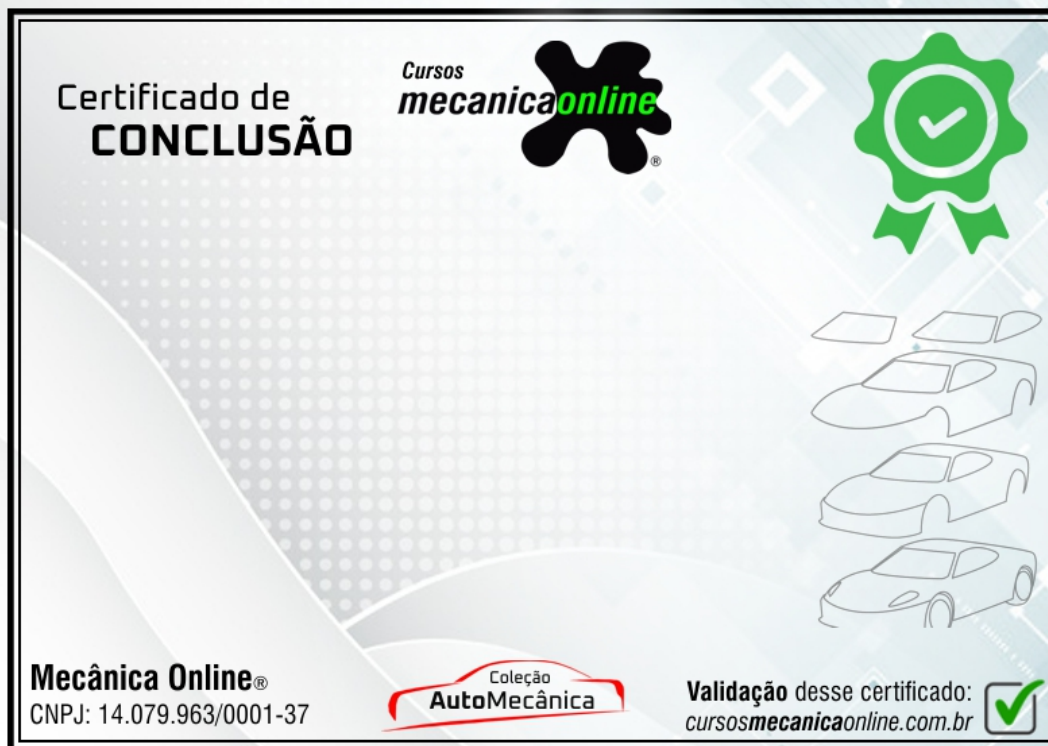 Certificado de
CONCLUSÃO
Cursos
mecanicaonline
®
Mecânica Online®
CNPJ: 14.079.963/0001-37
Coleção
AutoMecânica
Validação desse certificado:
cursosmecanicaonline.com.br